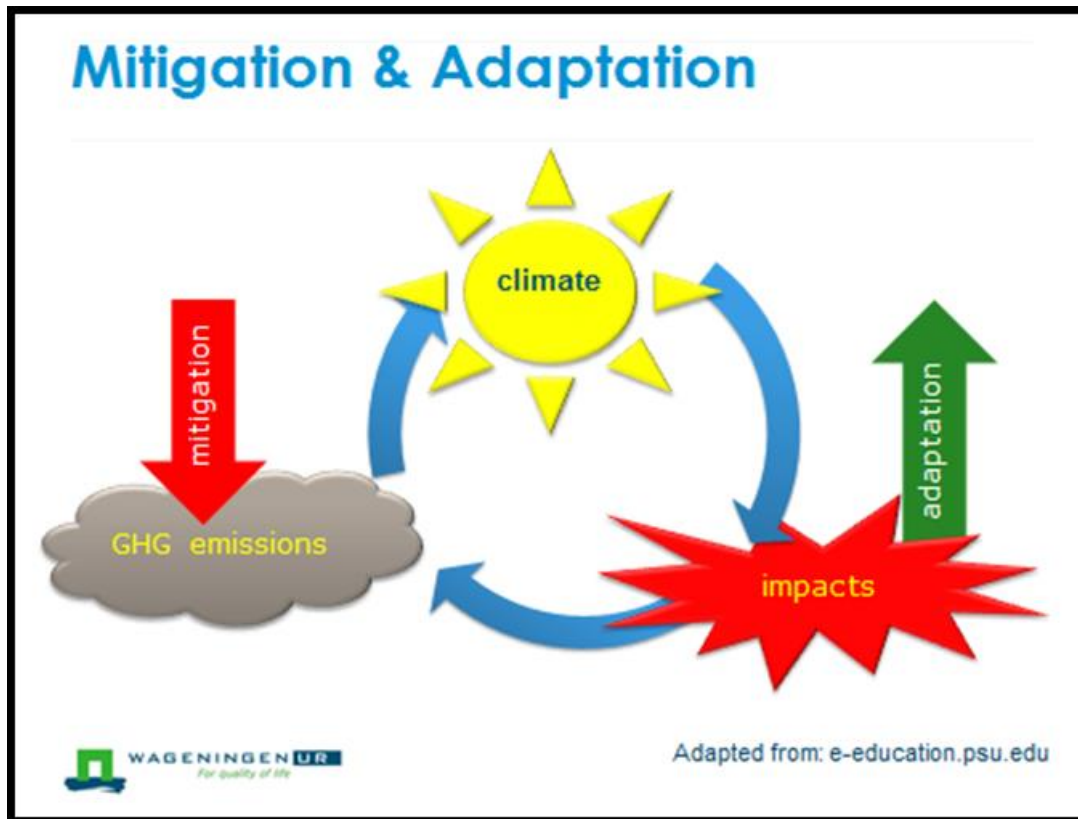 Mitigation & Adaptation
climate
mitigation
adaptation
GHG emissions
impacts
WAGENINGEN UR
For quality of life
Adapted from: e-education.psu.edu